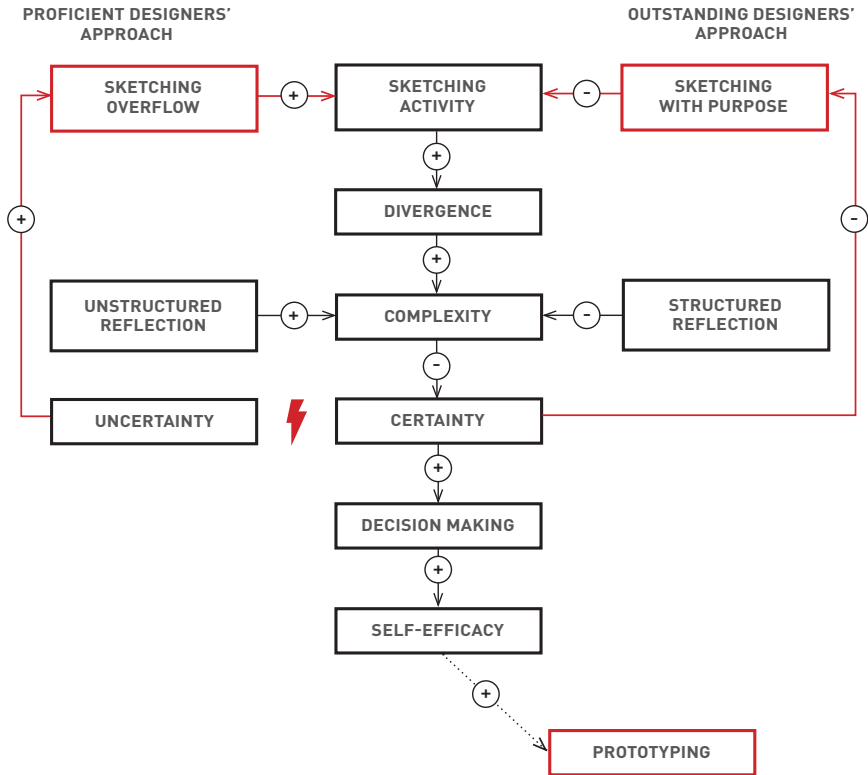 PROFICIENT DESIGNERS’
APPROACH
OUTSTANDING DESIGNERS’
APPROACH
SKETCHING
OVERFLOW
+
SKETCHING
ACTIVITY
-
SKETCHING
WITH PURPOSE
+
DIVERGENCE
+
-
+
UNSTRUCTURED
REFLECTION
+
COMPLEXITY
-
STRUCTURED
REFLECTION
-
UNCERTAINTY
CERTAINTY
+
DECISION MAKING
+
SELF-EFFICACY
+
PROTOTYPING